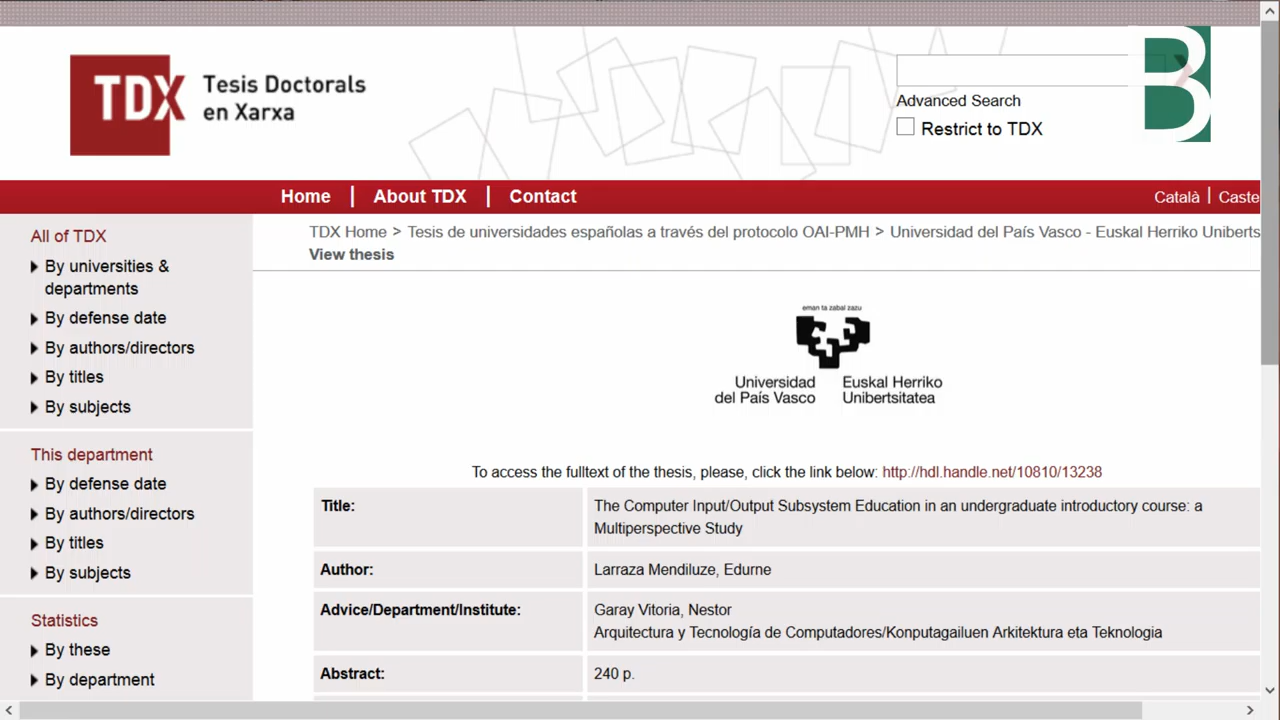 TDX
Tesis Doctorals
en Xarxa
B
Advanced Search
Restrict to TDX
Home | About TDX | Contact
Català | Caste
All of TDX
By universities &
departments
By defense date
By authors/directors
By titles
By subjects
This department
By defense date
By authors/directors
By titles
By subjects
Statistics
By these
By department
TDX Home > Tesis de universidades españolas a través del protocolo OAI-PMH > Universidad del País Vasco - Euskal Herriko Uniberts
View thesis
eman ta zabal zazu
Universidad Euskal Herriko
del País Vasco Unibertsitatea
To access the fulltext of the thesis, please, click the link below: http://hdl.handle.net/10810/13238
Title: The Computer Input/Output Subsystem Education in an undergraduate introductory course: a
Multiperspective Study
Author: Larraza Mendiluze, Edurne
Advice/Department/Institute: Garay Vitoria, Nestor
Arquitectura y Tecnología de Computadores/Konputagailuen Arkitektura eta Teknologia
Abstract: 240 p.